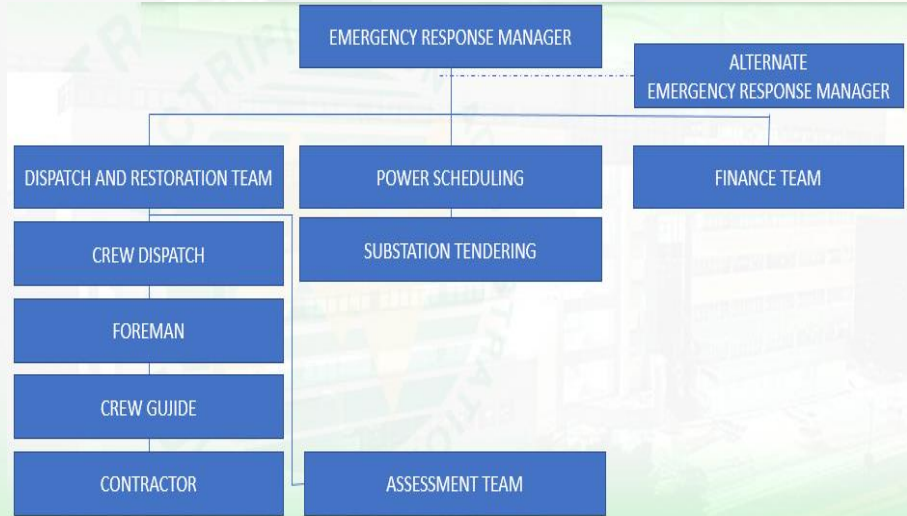 EMERGENCY RESPONSE MANAGER
ALTERNATE
EMERGENCY RESPONSE MANAGER
DISPATCH AND RESTORATION TEAM
POWER SCHEDULING
FINANCE TEAM
CREW DISPATCH
SUBSTATION TENDERING
FOREMAN
CREW GUJIDE
CONTRACTOR
ASSESSMENT TEAM